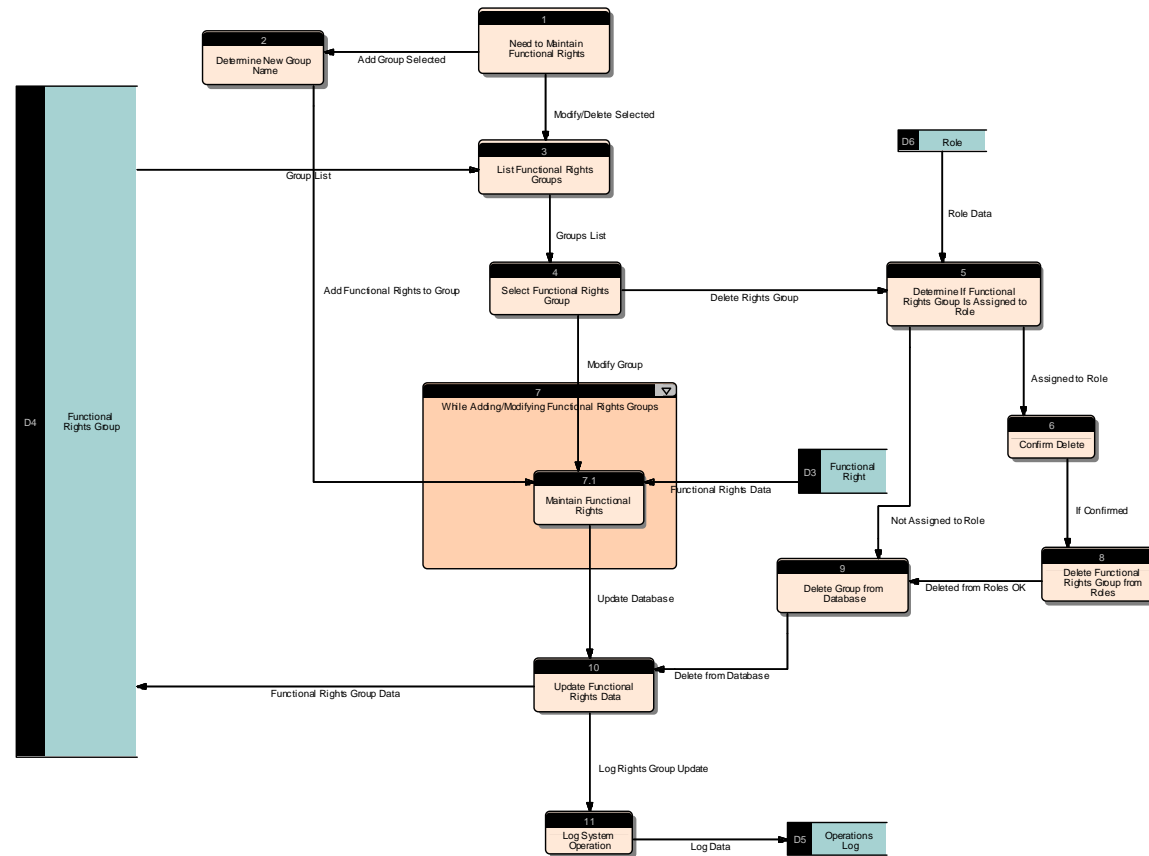 1
Need to Maintain
Functional Rights
2
Determine New Group
Name
Add Group Selected
Modify/Delete Selected
3
List Functional Rights
Groups
Group List
D6
Role
Role Data
Groups List
4
Select Functional Rights
Group
Add Functional Rights to Group
Delete Rights Group
5
Determine If Functional
Rights Group Is Assigned to
Role
Modify Group
Assigned to Role
7
While Adding/Modifying Functional Rights Groups
6
Confirm Delete
D4
Functional
Rights Group
7.1
Maintain Functional
Rights
Functional Rights Data
D3
Functional
Right
Not Assigned to Role
If Confirmed
8
Delete Functional
Rights Group from
Roles
9
Delete Group from
Database
Deleted from Roles OK
Update Database
10
Update Functional
Rights Data
Delete from Database
Functional Rights Group Data
Log Rights Group Update
11
Log System
Operation
Log Data
D5
Operations
Log